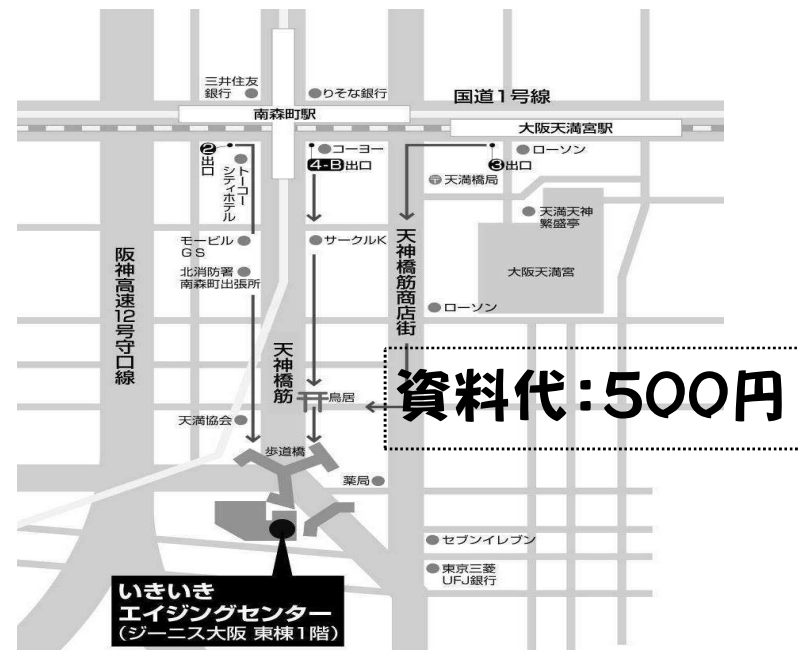 三井住友
銀行
りそな銀行
国道1号線
南森町駅
大阪天満宮駅
❷
出口
トーコー
シティホテル
コーヨー
4-B出口
❸出口
ローソン
〒天満橋局
天満天神
繁盛亭
モービル
GS
サークルK
北消防署
南森町出張所
大阪天満宮
阪神高速12号守口線
天神橋筋商店街
ローソン
天神橋筋
資料代:500円
鳥居
天満協会
歩道橋
薬局
セブンイレブン
東京三菱
UFJ銀行
いきいき
エイジングセンター
(ジーニス大阪 東棟1階)